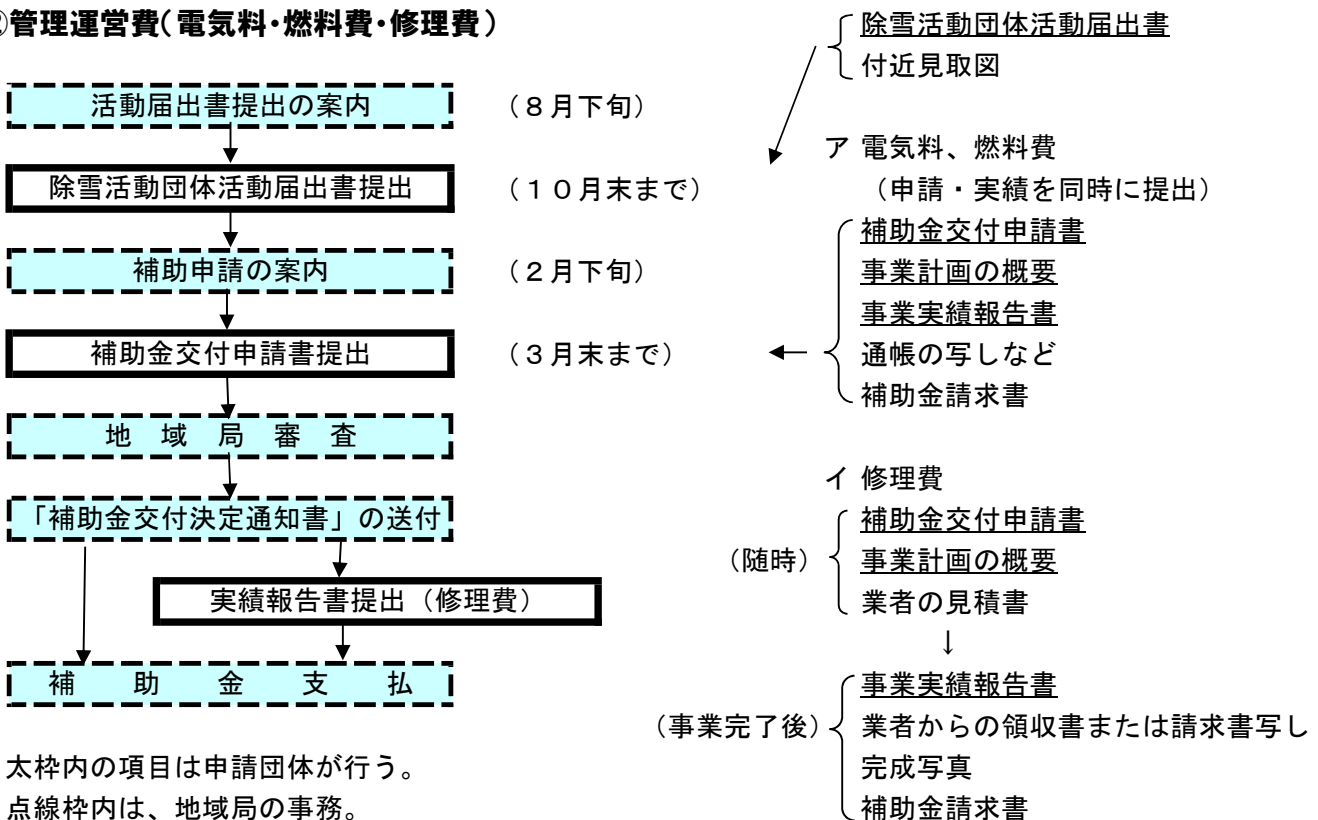 ②管理運営費(電気料・燃料費・修理費)
活動届出書提出の案内 (8月下旬)
除雪活動団体活動届出書提出 (10月末まで)
補助申請の案内 (2月下旬)
補助金交付申請書提出 (3月末まで)
地域局審査
「補助金交付決定通知書」の送付
実績報告書提出(修理費)
補助金支払
太枠内の項目は申請団体が行う。
点線枠内は、地域局の事務。
除雪活動団体活動届出書
付近見取図
ア 電気料、燃料費
(申請・実績を同時に提出)
補助金交付申請書
事業計画の概要
事業実績報告書
通帳の写しなど
補助金請求書
イ 修理費
補助金交付申請書
(随時) 事業計画の概要
業者の見積書
↓
事業実績報告書
(事業完了後) 業者からの領収書または請求書写し
完成写真
補助金請求書